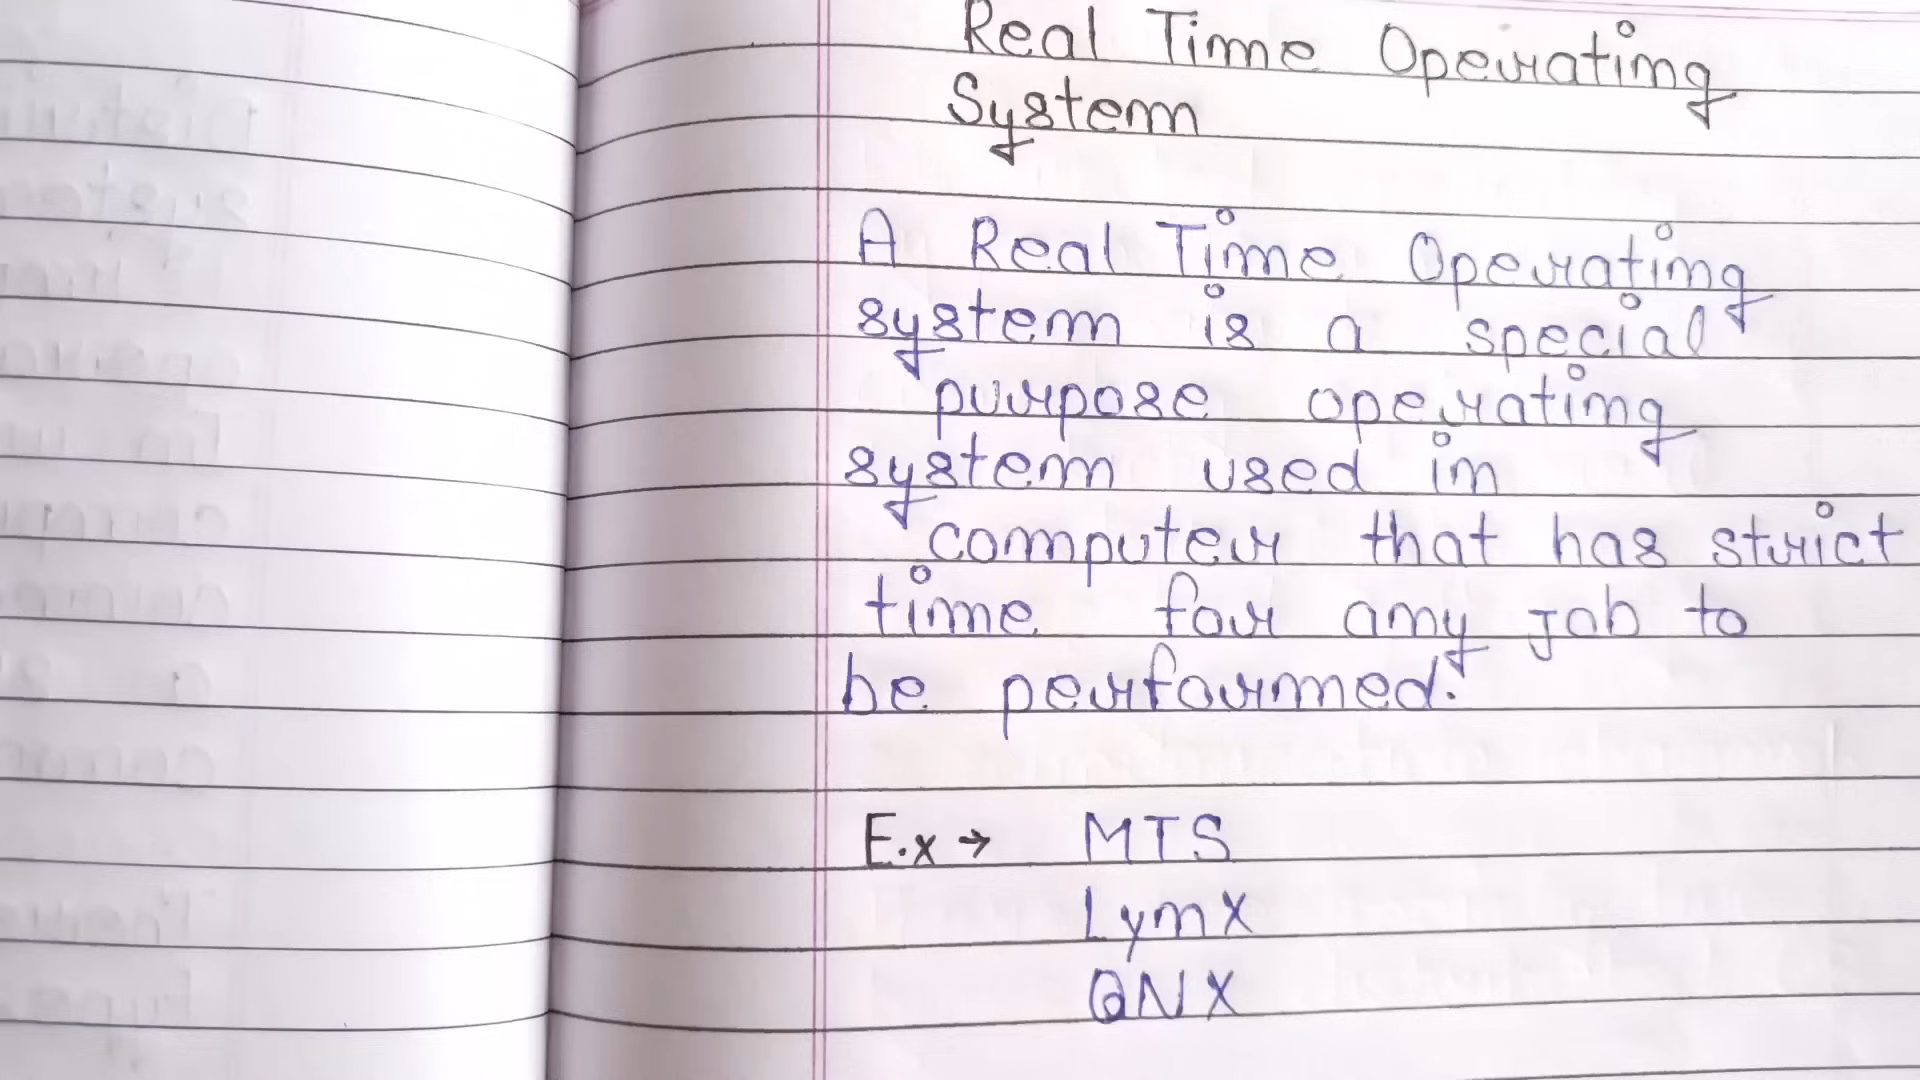 Real Time Operating
System
A Real Time Operating
system is a special
purpose operating
system used in
computer that has strict
time for any job to
be performed.
E.x → MTS
Lynx
QNX